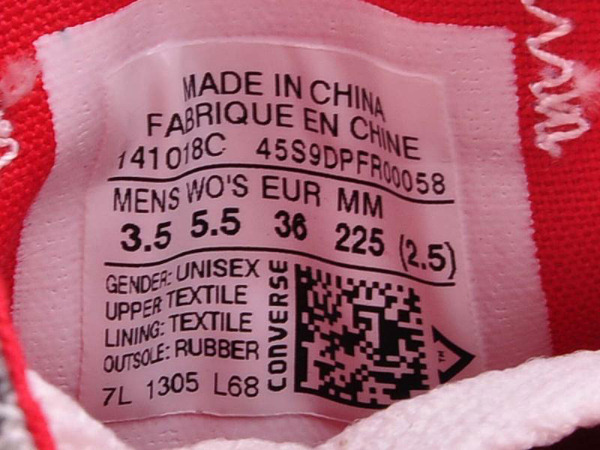 MADE IN CHINA
FABRIQUE EN CHINE
141018C 45S9DPFR00058
MENS WO'S EUR MM
3.5 5.5 36 225 (2.5)
GENDER: UNISEX
UPPER: TEXTILE
LINING: TEXTILE
OUTSOLE: RUBBER
7L 1305 L68
CONVERSE
TM